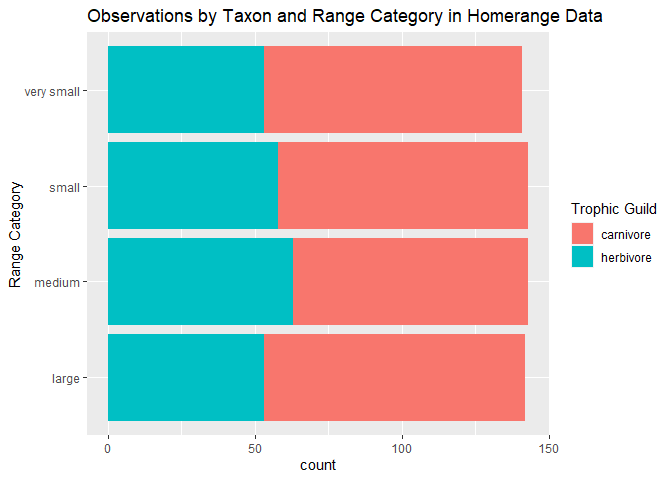 Observations by Taxon and Range Category in Homerange Data
very small
small
medium
large
Range Category
0
50
100
150
count
Trophic Guild
carnivore
herbivore